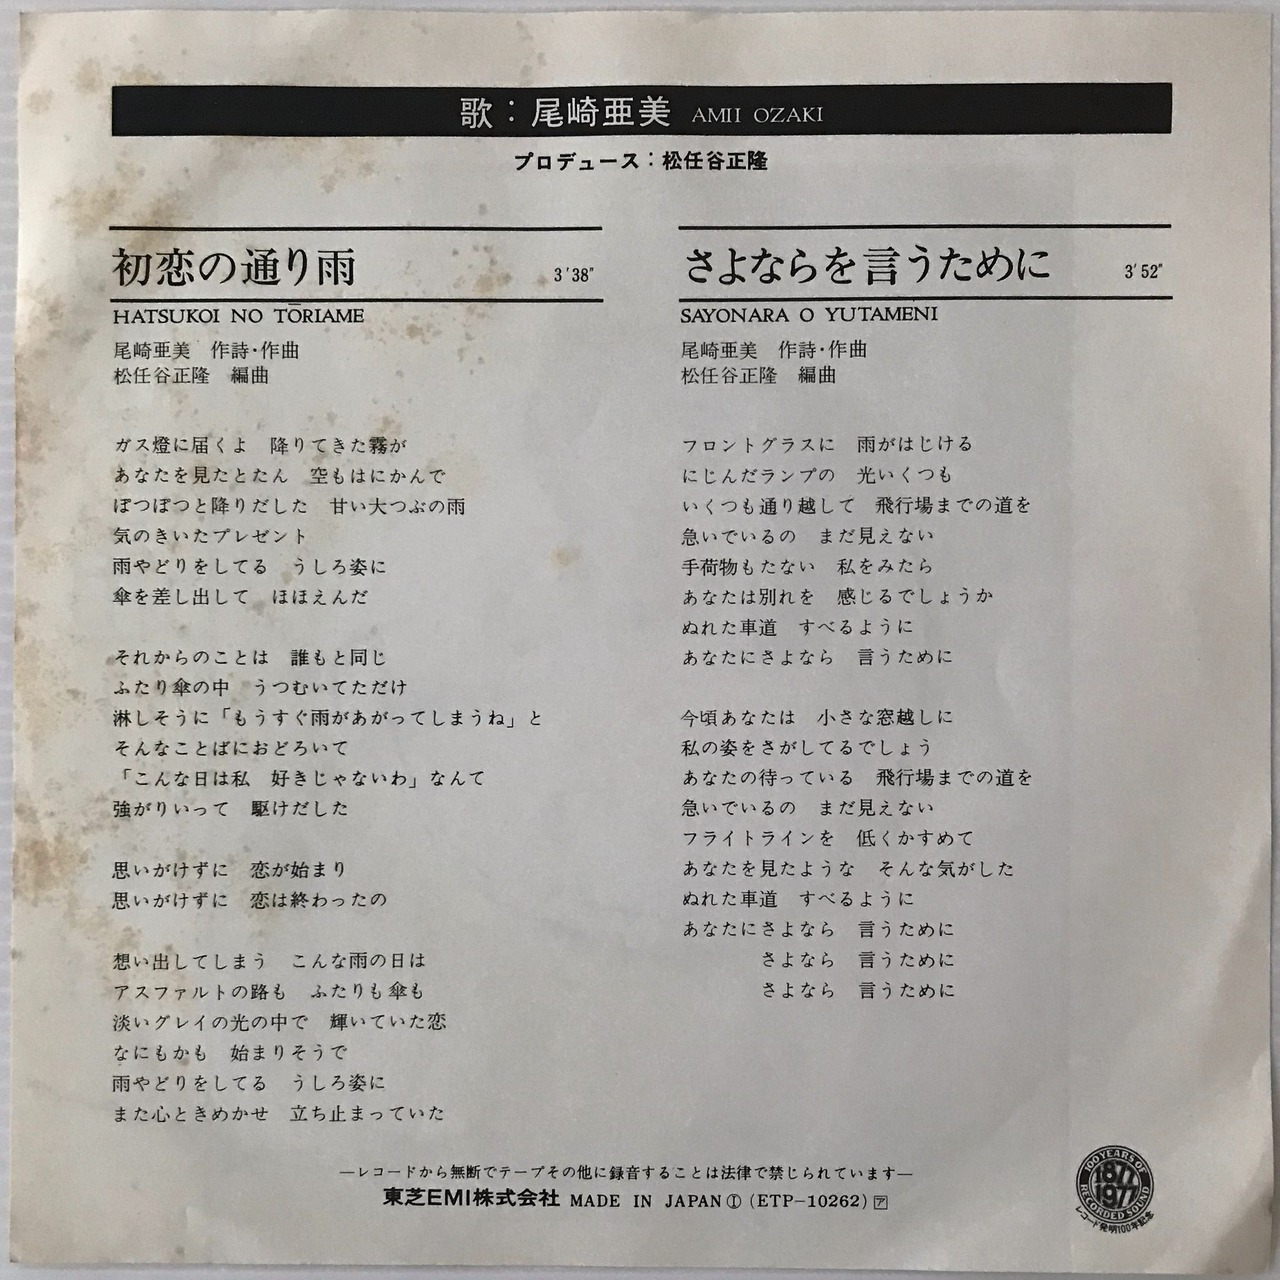 歌：尾崎亜美 AMII OZAKI
プロデュース：松任谷正隆
初恋の通り雨 3'38"
HATSUKOI NO TŌRIAME
尾崎亜美　作詩・作曲
松任谷正隆　編曲
ガス燈に届くよ　降りてきた霧が
あなたを見たとたん　空もはにかんで
ぽつぽつと降りだした　甘い大つぶの雨
気のきいたプレゼント
雨やどりをしてる　うしろ姿に
傘を差し出して　ほほえんだ
それからのことは　誰もと同じ
ふたり傘の中　うつむいてただけ
淋しそうに「もうすぐ雨があがってしまうね」と
そんなことばにおどろいて
「こんな日は私　好きじゃないわ」なんて
強がりいって　駆けだした
思いがけずに　恋が始まり
思いがけずに　恋は終わったの
想い出してしまう　こんな雨の日は
アスファルトの路も　ふたりも傘も
淡いグレイの光の中で　輝いていた恋
なにもかも　始まりそうで
雨やどりをしてる　うしろ姿に
また心ときめかせ　立ち止まっていた
さよならを言うために 3'52"
SAYONARA O YUTAMENI
尾崎亜美　作詩・作曲
松任谷正隆　編曲
フロントグラスに　雨がはじける
にじんだランプの　光いくつも
いくつも通り越して　飛行場までの道を
急いでいるの　まだ見えない
手荷物もたない　私をみたら
あなたは別れを　感じるでしょうか
ぬれた車道　すべるように
あなたにさよなら　言うために
今頃あなたは　小さな窓越しに
私の姿をさがしてるでしょう
あなたの待っている　飛行場までの道を
急いでいるの　まだ見えない
フライトラインを　低くかすめて
あなたを見たような　そんな気がした
ぬれた車道　すべるように
あなたにさよなら　言うために
さよなら　言うために
さよなら　言うために
—レコードから無断でテープその他に録音することは法律で禁じられています—
東芝EMI株式会社 MADE IN JAPAN Ⓘ (ETP-10262) ア
100 YEARS OF
1877
1977
RECORDED SOUND
レコード発明100年記念